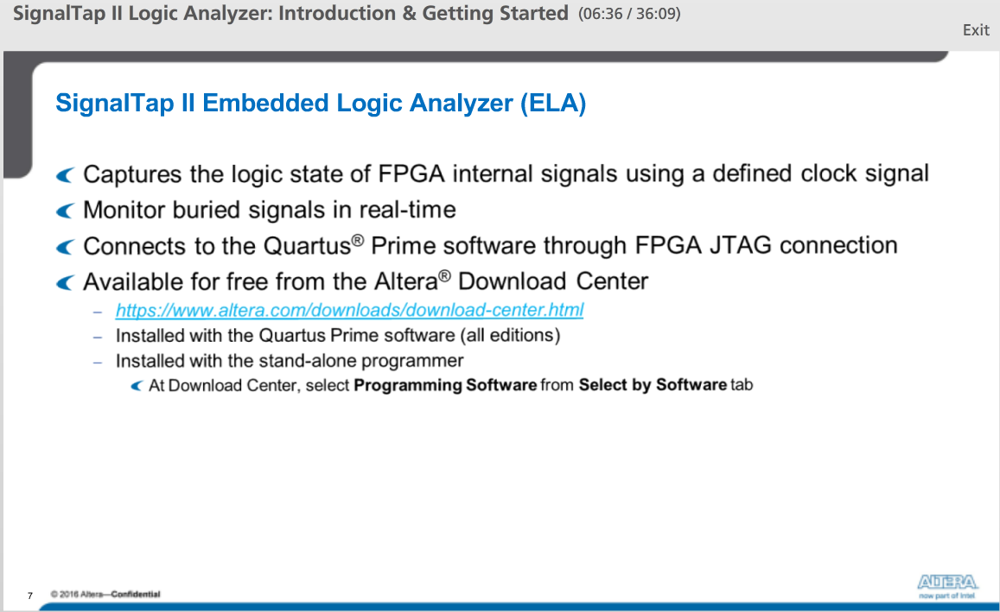 SignalTap II Logic Analyzer: Introduction & Getting Started (06:36 / 36:09)
Exit
SignalTap II Embedded Logic Analyzer (ELA)
Captures the logic state of FPGA internal signals using a defined clock signal
Monitor buried signals in real-time
Connects to the Quartus® Prime software through FPGA JTAG connection
Available for free from the Altera® Download Center
– https://www.altera.com/downloads/download-center.html
– Installed with the Quartus Prime software (all editions)
– Installed with the stand-alone programmer
At Download Center, select Programming Software from Select by Software tab
7 © 2016 Altera—Confidential
ALTERA
now part of Intel